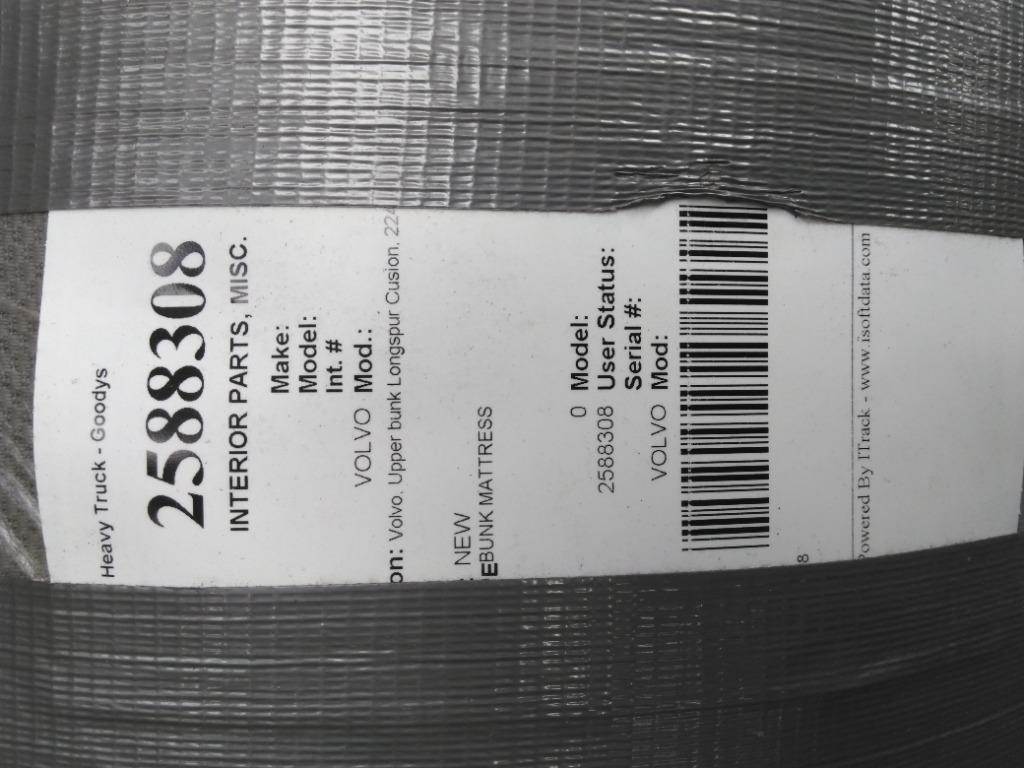 Heavy Truck - Goodys
2588308
INTERIOR PARTS, MISC.
Make:
Model:
Int. #
VOLVO Mod.:
on: Volvo, Upper bunk Longspur Cusion, 224
: NEW
EBUNK MATTRESS
0 Model:
2588308 User Status:
Serial #:
VOLVO Mod:
8
Powered By ITrack - www.isoftdata.com